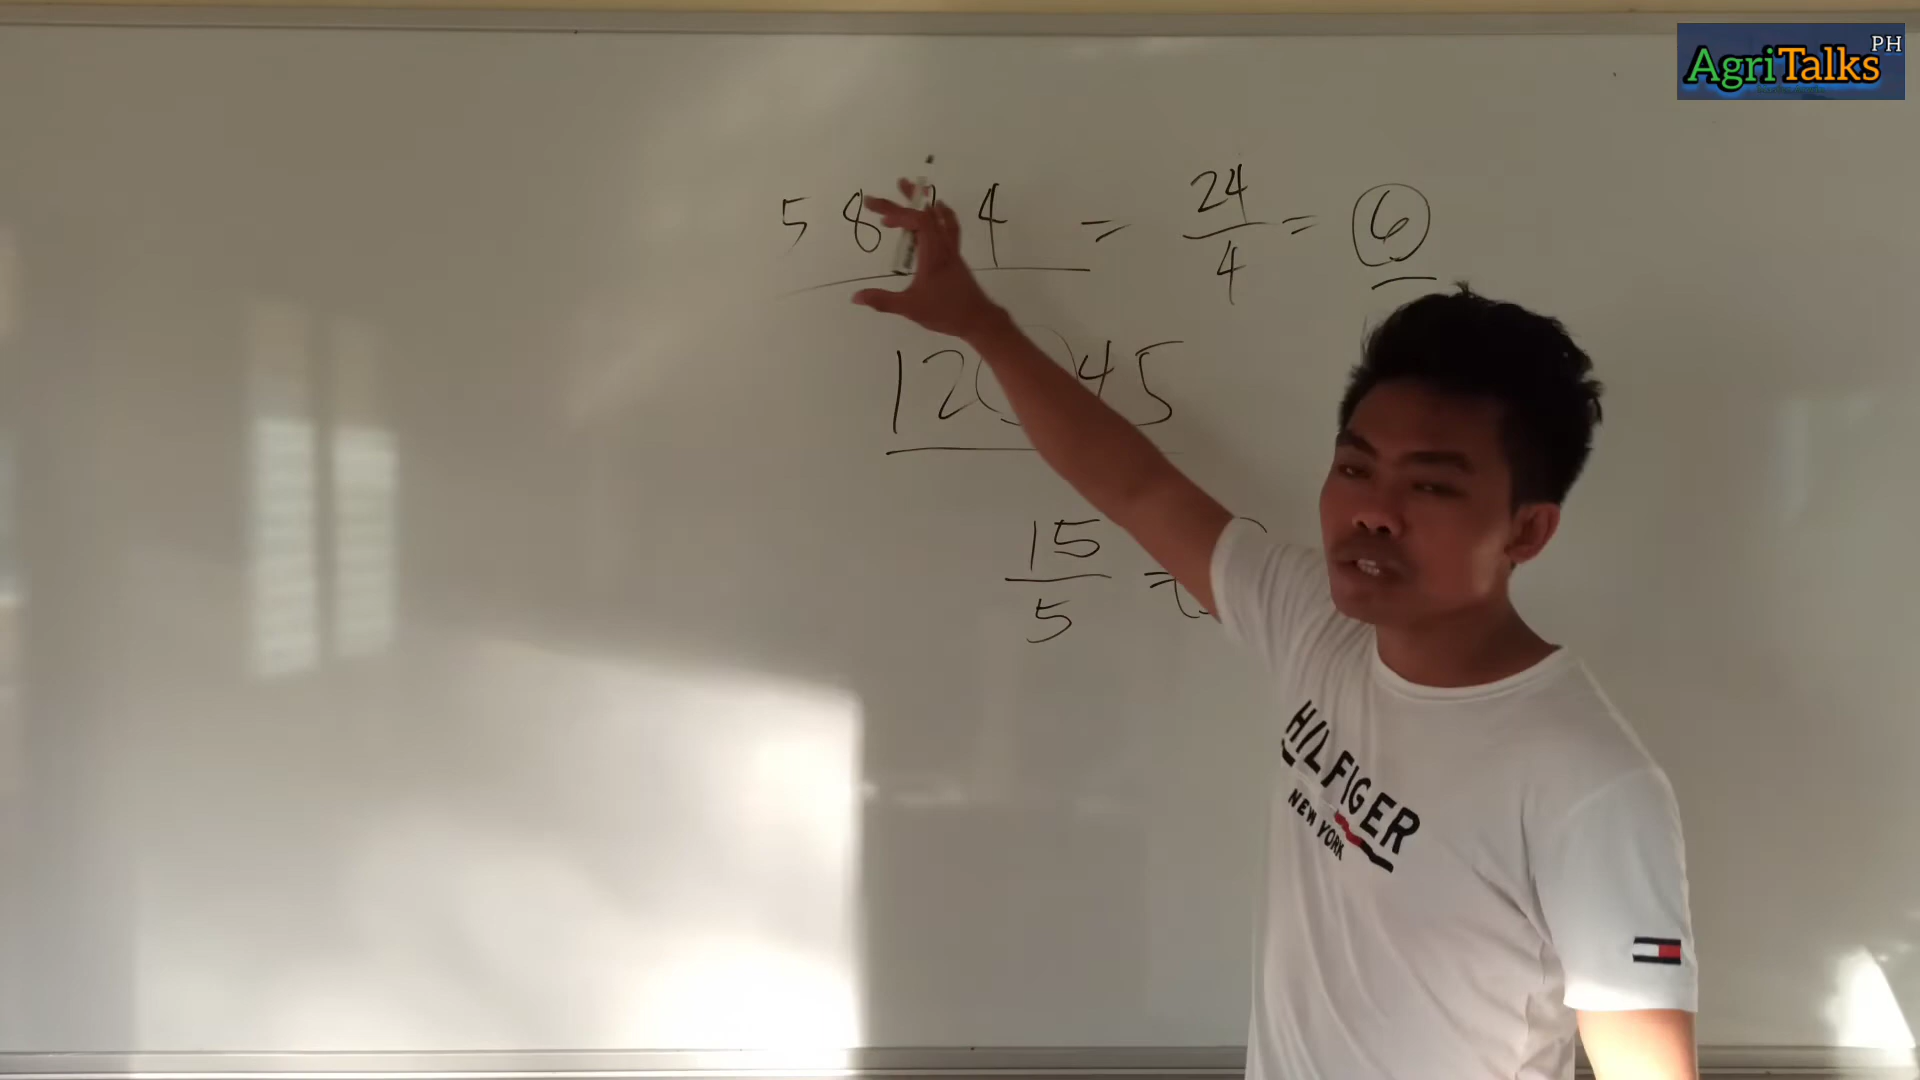 AgriTalks PH
5 8 4 = 24/4 = 6
12 45
15/5 =
HILFIGER
NEW YORK